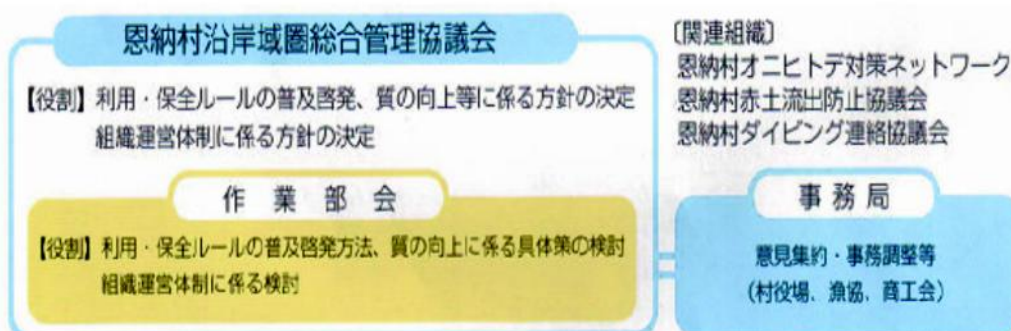 恩納村沿岸域圏総合管理協議会
【役割】利用・保全ルールの普及啓発、質の向上等に係る方針の決定
組織運営体制に係る方針の決定
作業部会
【役割】利用・保全ルールの普及啓発方法、質の向上に係る具体策の検討
組織運営体制に係る検討
〔関連組織〕
恩納村オニヒトデ対策ネットワーク
恩納村赤土流出防止協議会
恩納村ダイビング連絡協議会
事務局
意見集約・事務調整等
（村役場、漁協、商工会）